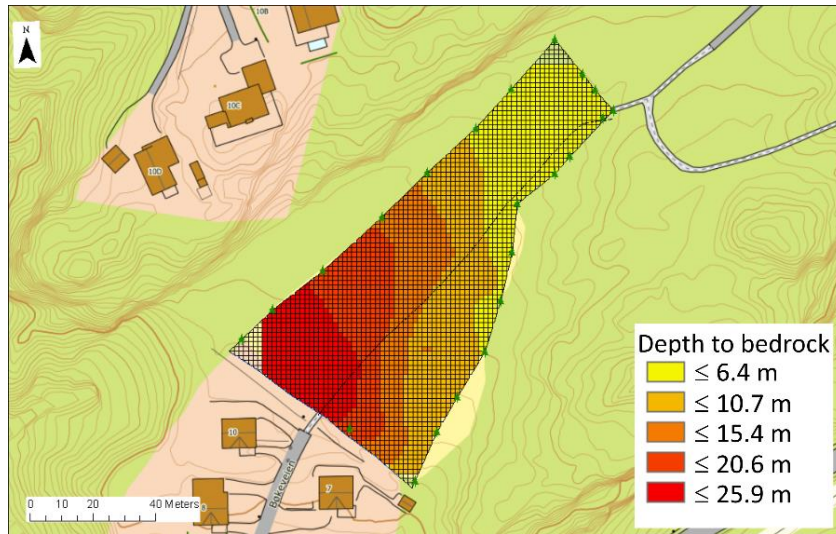 10B
N
10C
10D
Depth to bedrock
≤ 6.4 m
≤ 10.7 m
≤ 15.4 m
≤ 20.6 m
≤ 25.9 m
10
Bøkeveien
7
0 10 20 40 Meters